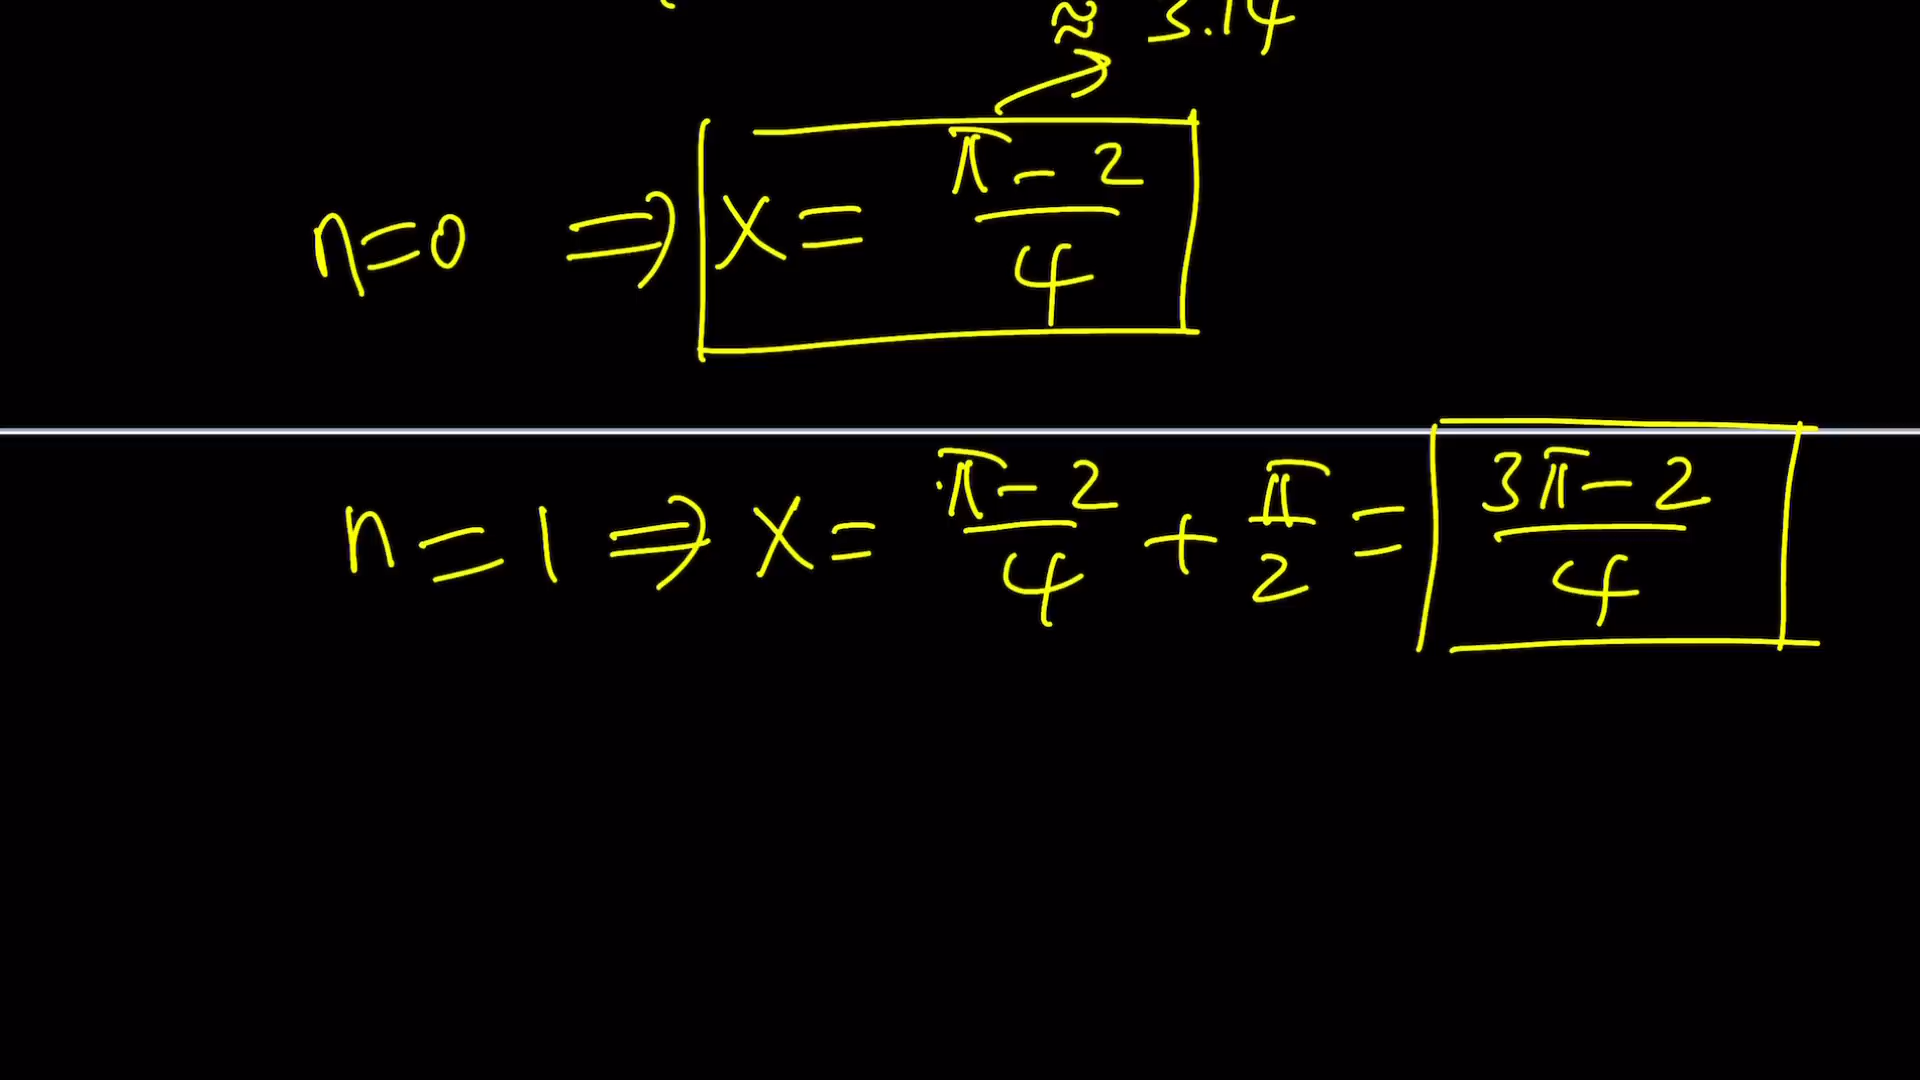 ≈ 3.14
n=0 ⇒ x = (π-2)/4
n=1 ⇒ x = (π-2)/4 + π/2 = (3π-2)/4